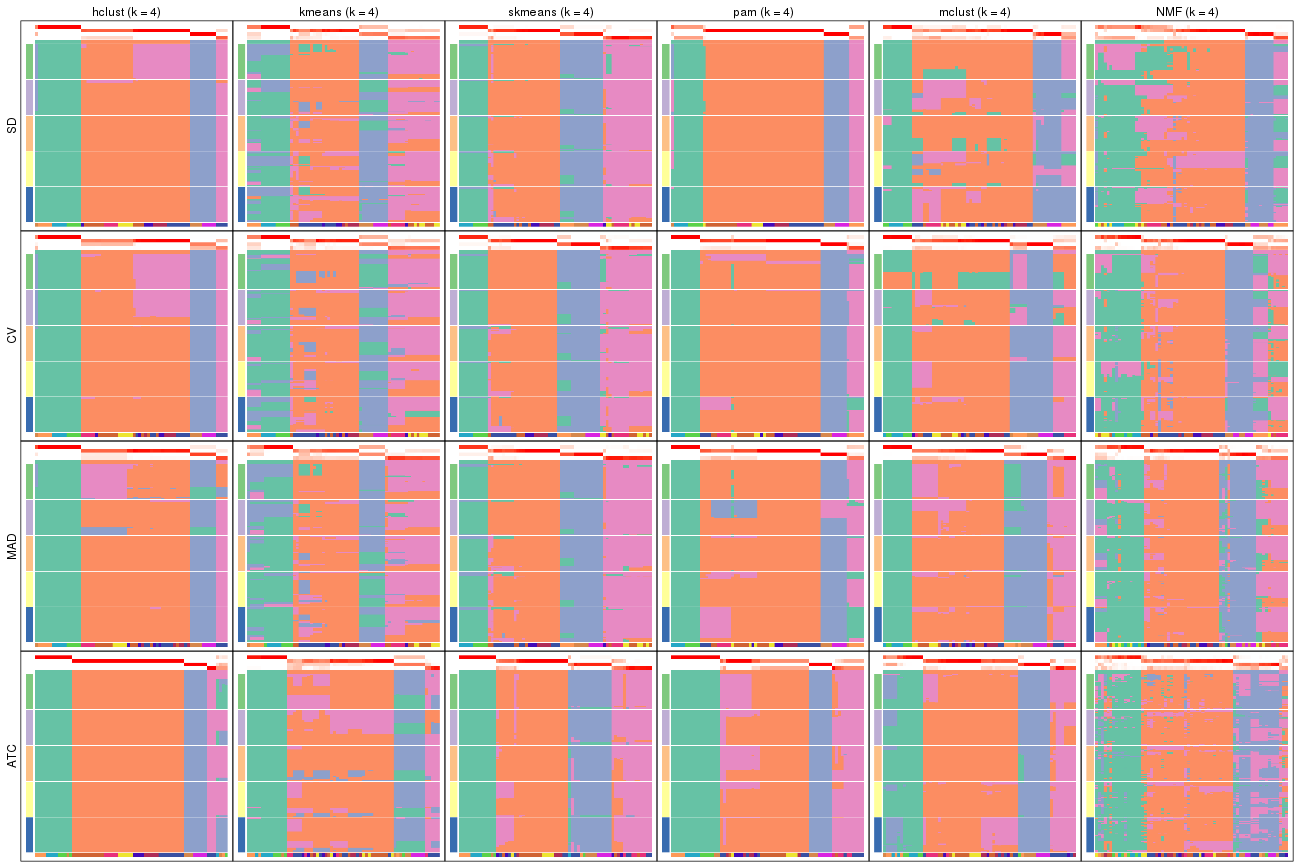 hclust (k = 4) kmeans (k = 4) skmeans (k = 4) pam (k = 4) mclust (k = 4) NMF (k = 4)
SD
CV
MAD
ATC